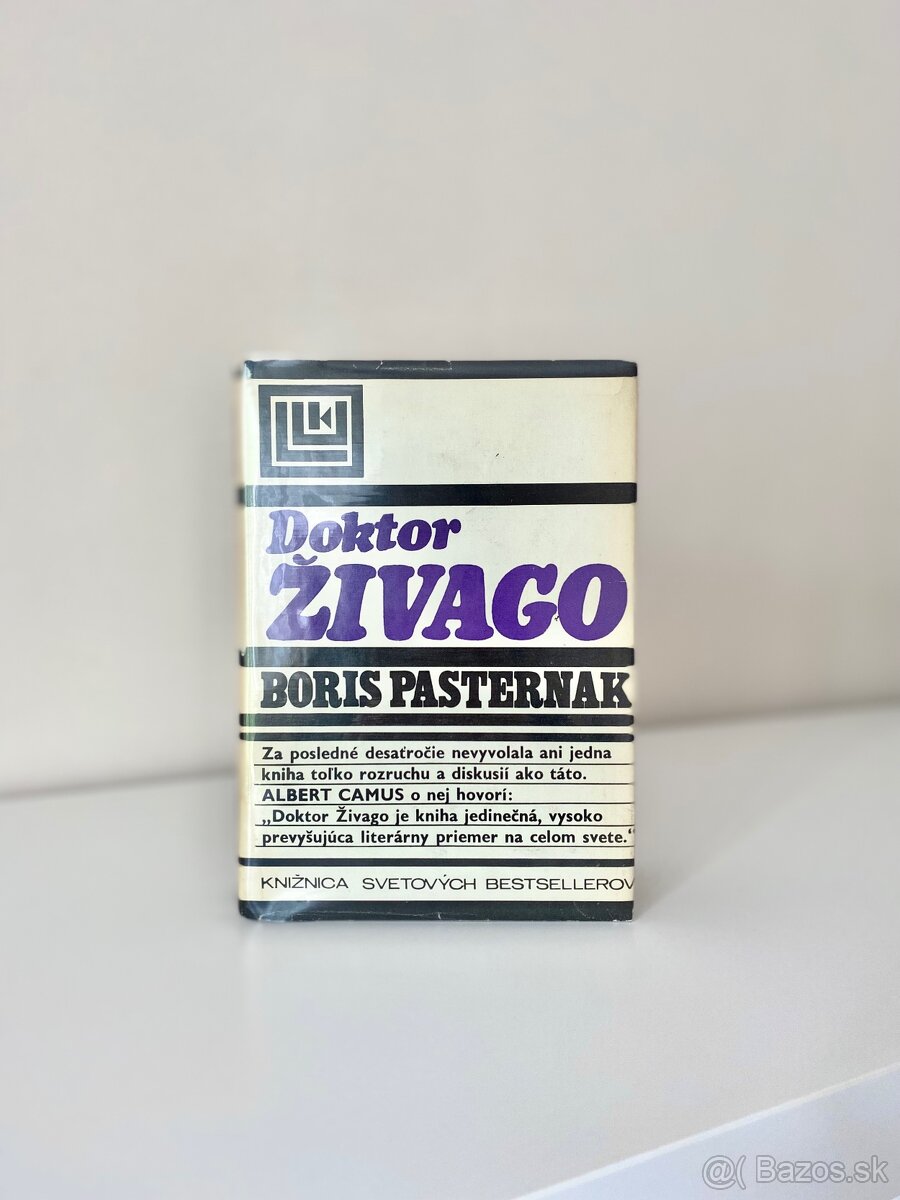 Doktor
ŽIVAGO
BORIS PASTERNAK
Za posledné desaťročie nevyvolala ani jedna
kniha toľko rozruchu a diskusií ako táto.
ALBERT CAMUS o nej hovorí:
„Doktor Živago je kniha jedinečná, vysoko
prevyšujúca literárny priemer na celom svete.“
KNIŽNICA SVETOVÝCH BESTSELLEROV
@( Bazos.sk